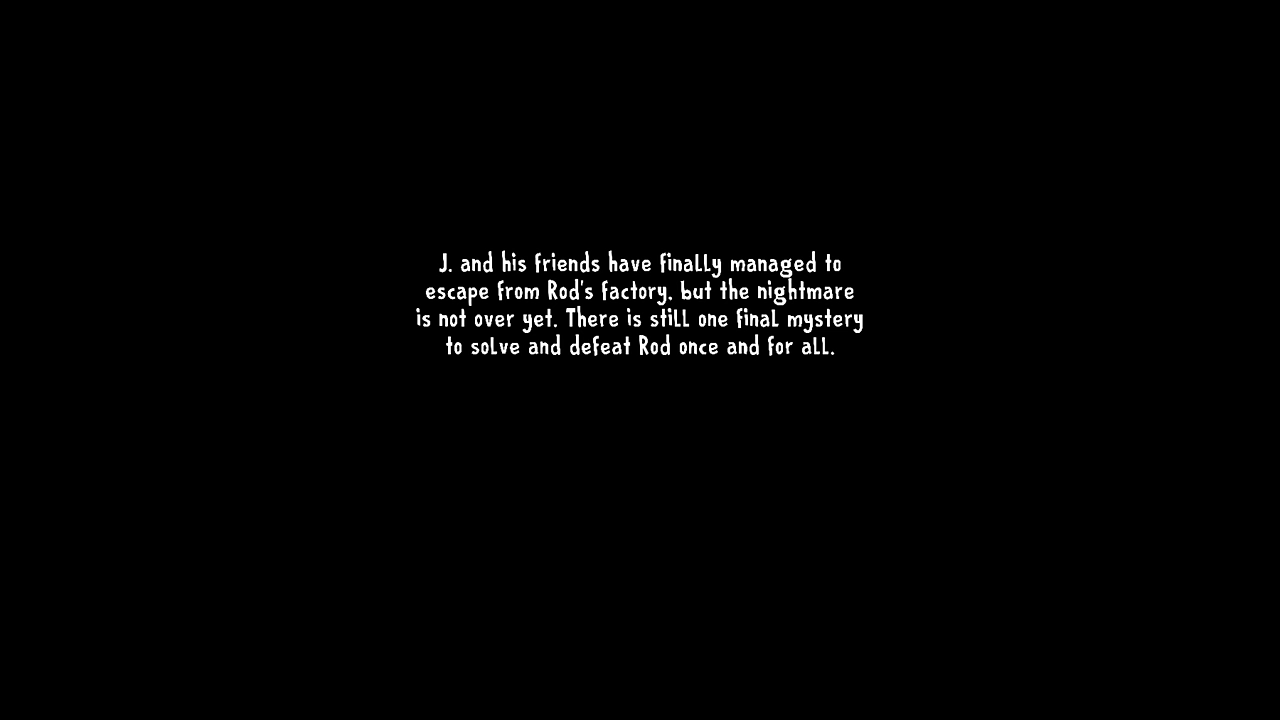 J. and his friends have finally managed to
escape from Rod's factory, but the nightmare
is not over yet. There is still one final mystery
to solve and defeat Rod once and for all.